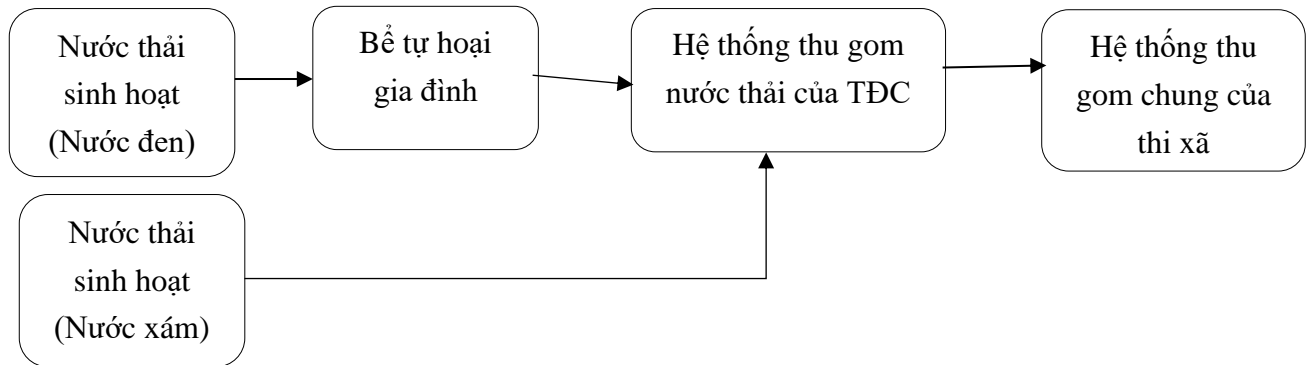 Nước thải
sinh hoạt
(Nước đen)
Bể tự hoại
gia đình
Hệ thống thu gom
nước thải của TĐC
Hệ thống thu
gom chung của
thi xã
Nước thải
sinh hoạt
(Nước xám)